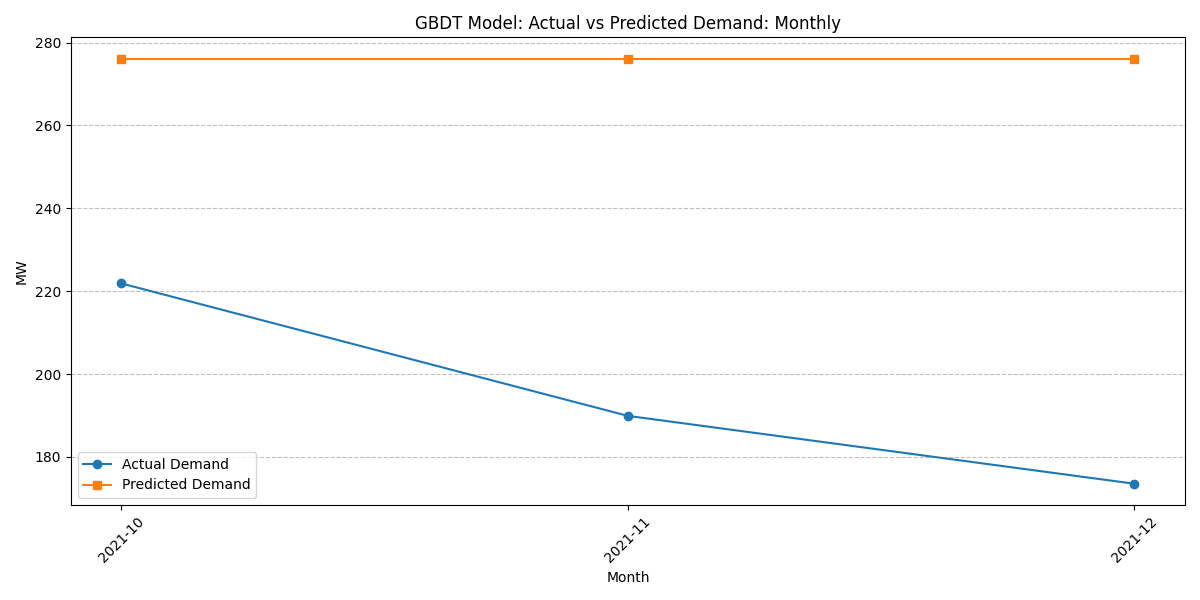 GBDT Model: Actual vs Predicted Demand: Monthly
280
260
240
220
200
180
MW
Actual Demand
Predicted Demand
2021-10
2021-11
2021-12
Month